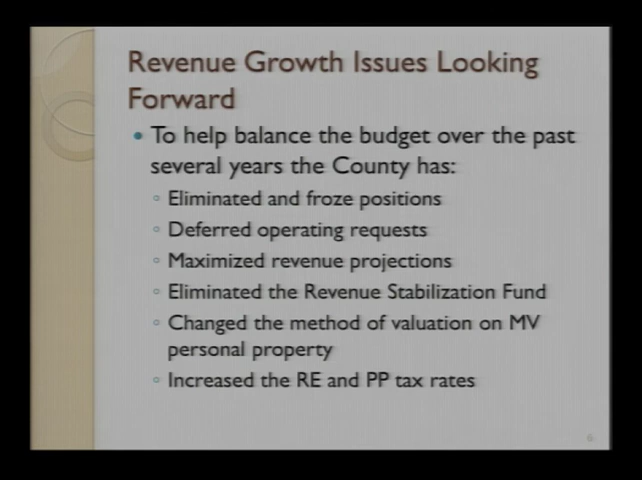 Revenue Growth Issues Looking
Forward
• To help balance the budget over the past
several years the County has:
◦ Eliminated and froze positions
◦ Deferred operating requests
◦ Maximized revenue projections
◦ Eliminated the Revenue Stabilization Fund
◦ Changed the method of valuation on MV
personal property
◦ Increased the RE and PP tax rates
6